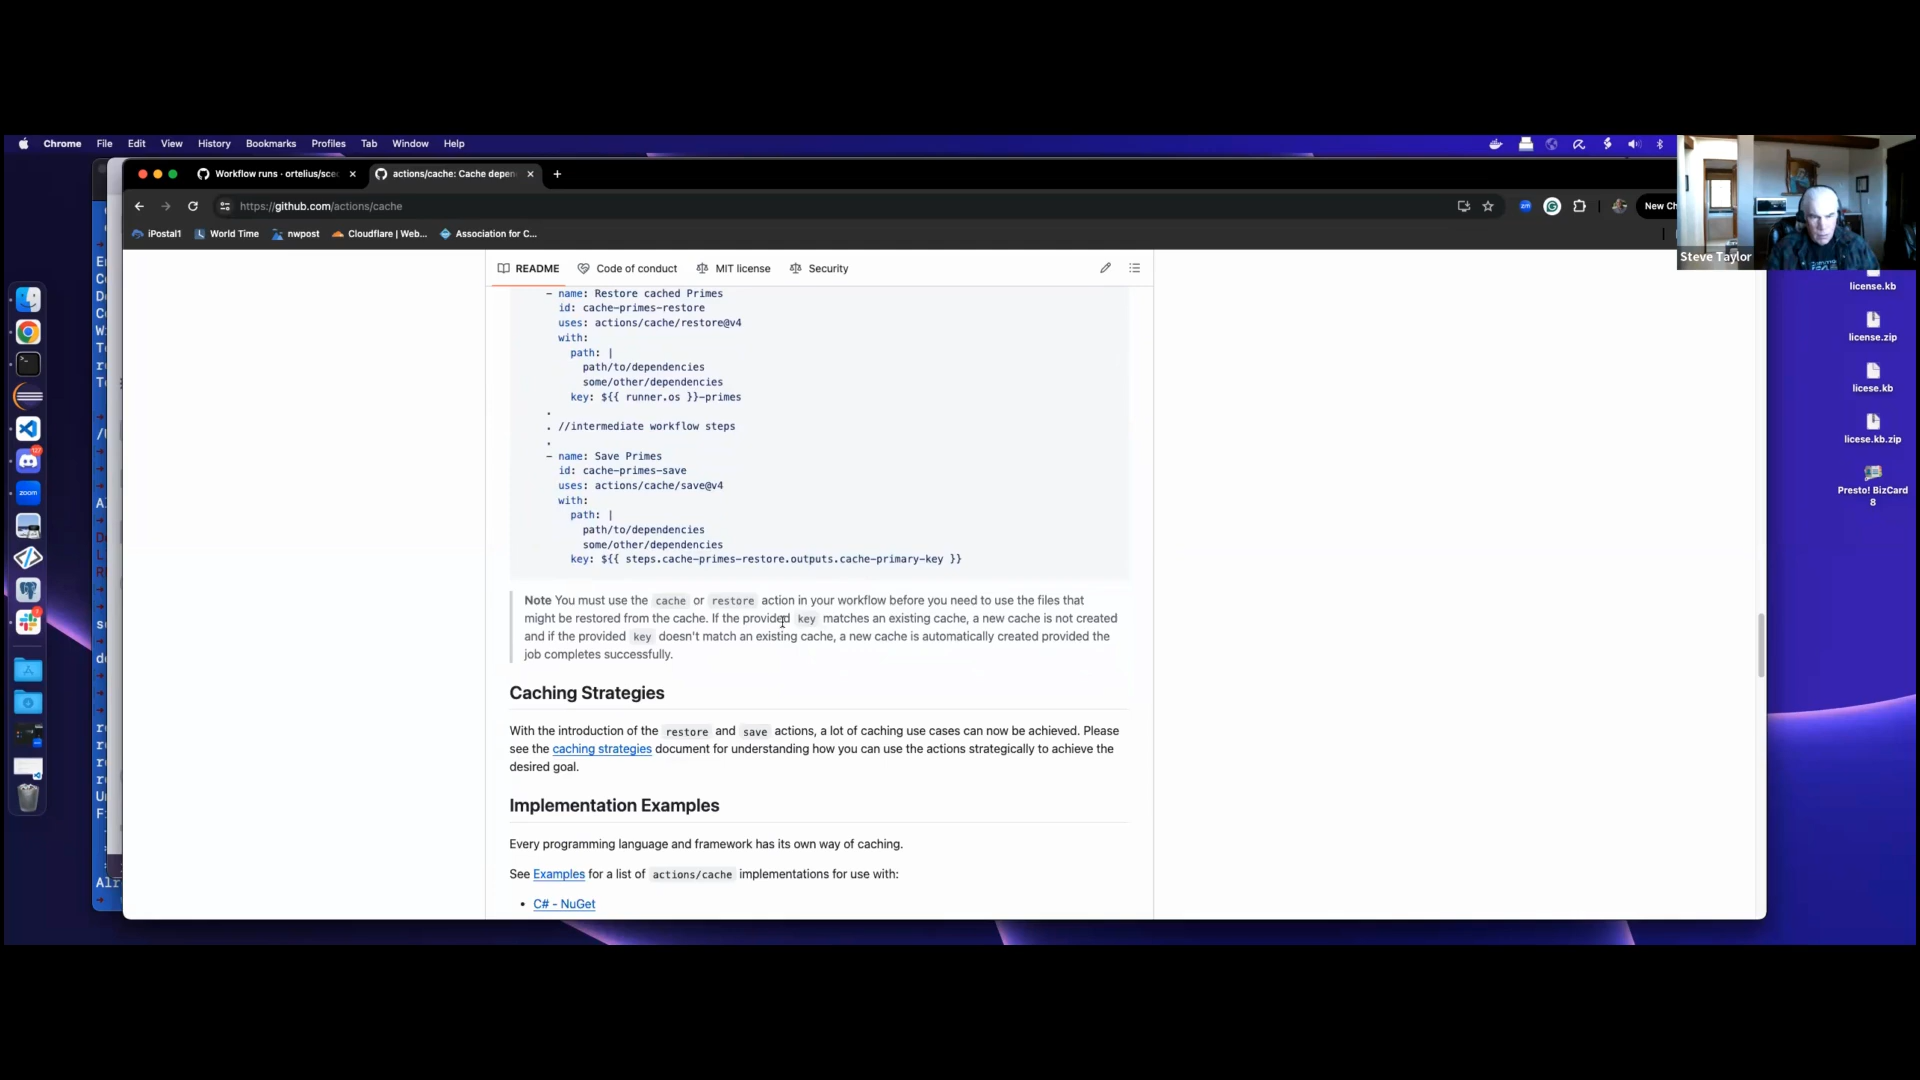 Chrome File Edit View History Bookmarks Profiles Tab Window Help
Workflow runs · ortelius/sce
actions/cache: Cache depen
https://github.com/actions/cache
New Ch
iPostal1 World Time nwpost Cloudflare | Web... Association for C...
Steve Taylor
README Code of conduct MIT license Security
- name: Restore cached Primes
id: cache-primes-restore
uses: actions/cache/restore@v4
with:
path: |
path/to/dependencies
some/other/dependencies
key: ${{ runner.os }}-primes
.
. //intermediate workflow steps
.
- name: Save Primes
id: cache-primes-save
uses: actions/cache/save@v4
with:
path: |
path/to/dependencies
some/other/dependencies
key: ${{ steps.cache-primes-restore.outputs.cache-primary-key }}
Note You must use the cache or restore action in your workflow before you need to use the files that
might be restored from the cache. If the provided key matches an existing cache, a new cache is not created
and if the provided key doesn't match an existing cache, a new cache is automatically created provided the
job completes successfully.
Caching Strategies
With the introduction of the restore and save actions, a lot of caching use cases can now be achieved. Please
see the caching strategies document for understanding how you can use the actions strategically to achieve the
desired goal.
Implementation Examples
Every programming language and framework has its own way of caching.
See Examples for a list of actions/cache implementations for use with:
• C# - NuGet
license.kb
license.zip
licese.kb
licese.kb.zip
Presto! BizCard
8
zoom